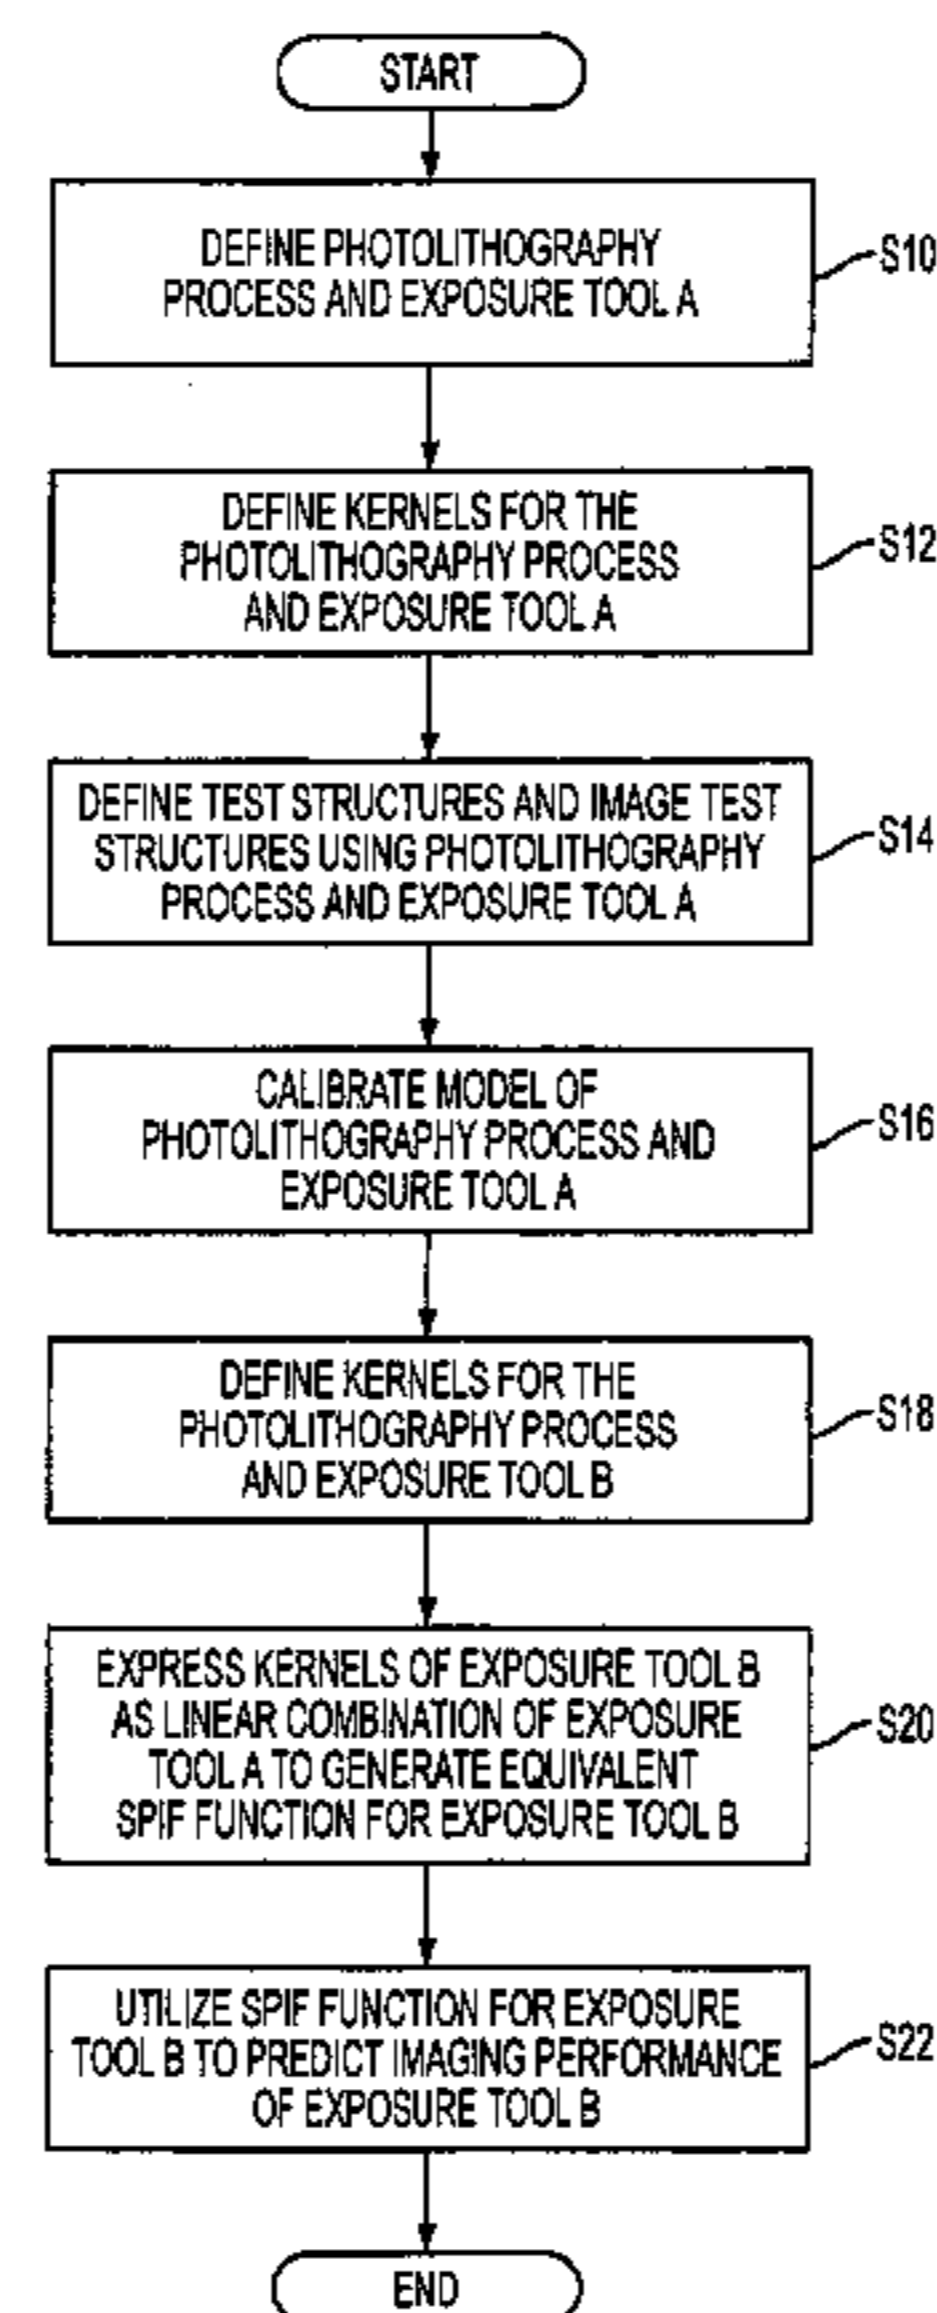 START
DEFINE PHOTOLITHOGRAPHY
PROCESS AND EXPOSURE TOOL A
S10
DEFINE KERNELS FOR THE
PHOTOLITHOGRAPHY PROCESS
AND EXPOSURE TOOL A
S12
DEFINE TEST STRUCTURES AND IMAGE TEST
STRUCTURES USING PHOTOLITHOGRAPHY
PROCESS AND EXPOSURE TOOL A
S14
CALIBRATE MODEL OF
PHOTOLITHOGRAPHY PROCESS AND
EXPOSURE TOOL A
S16
DEFINE KERNELS FOR THE
PHOTOLITHOGRAPHY PROCESS
AND EXPOSURE TOOL B
S18
EXPRESS KERNELS OF EXPOSURE TOOL B
AS LINEAR COMBINATION OF EXPOSURE
TOOL A TO GENERATE EQUIVALENT
SPIF FUNCTION FOR EXPOSURE TOOL B
S20
UTILIZE SPIF FUNCTION FOR EXPOSURE
TOOL B TO PREDICT IMAGING PERFORMANCE
OF EXPOSURE TOOL B
S22
END